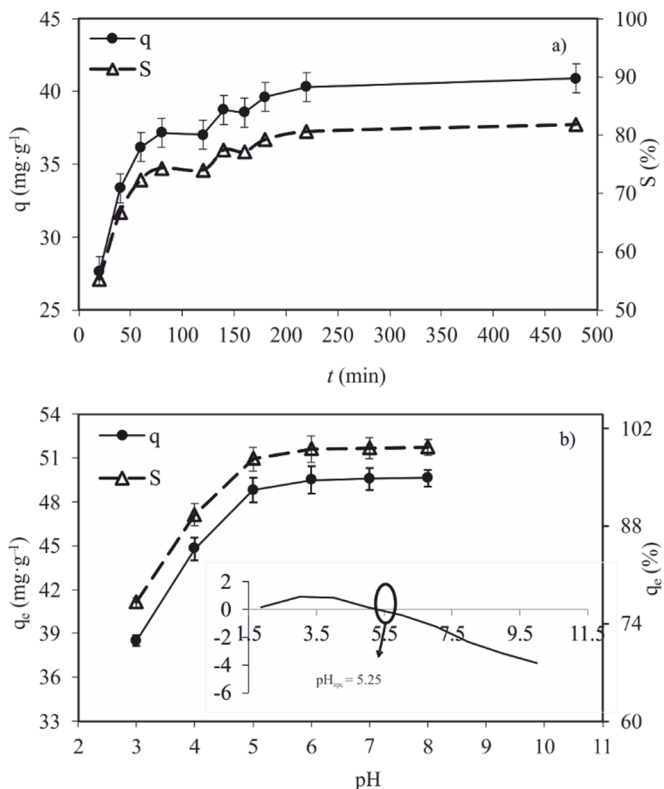 45 100
q a)
S
40 90
q (mg·g⁻¹) 35 80 S (%)
70
30 60
25 50
0 50 100 150 200 250 300 350 400 450 500
t (min)
54 102
q b)
51 S
48 88
45
qe (mg·g⁻¹) qe (%)
42
2
0 74
39 1.5 3.5 5.5 7.5 9.5 11.5
-2
36 -4 pHzpc = 5.25
-6
33 60
2 3 4 5 6 7 8 9 10 11
pH